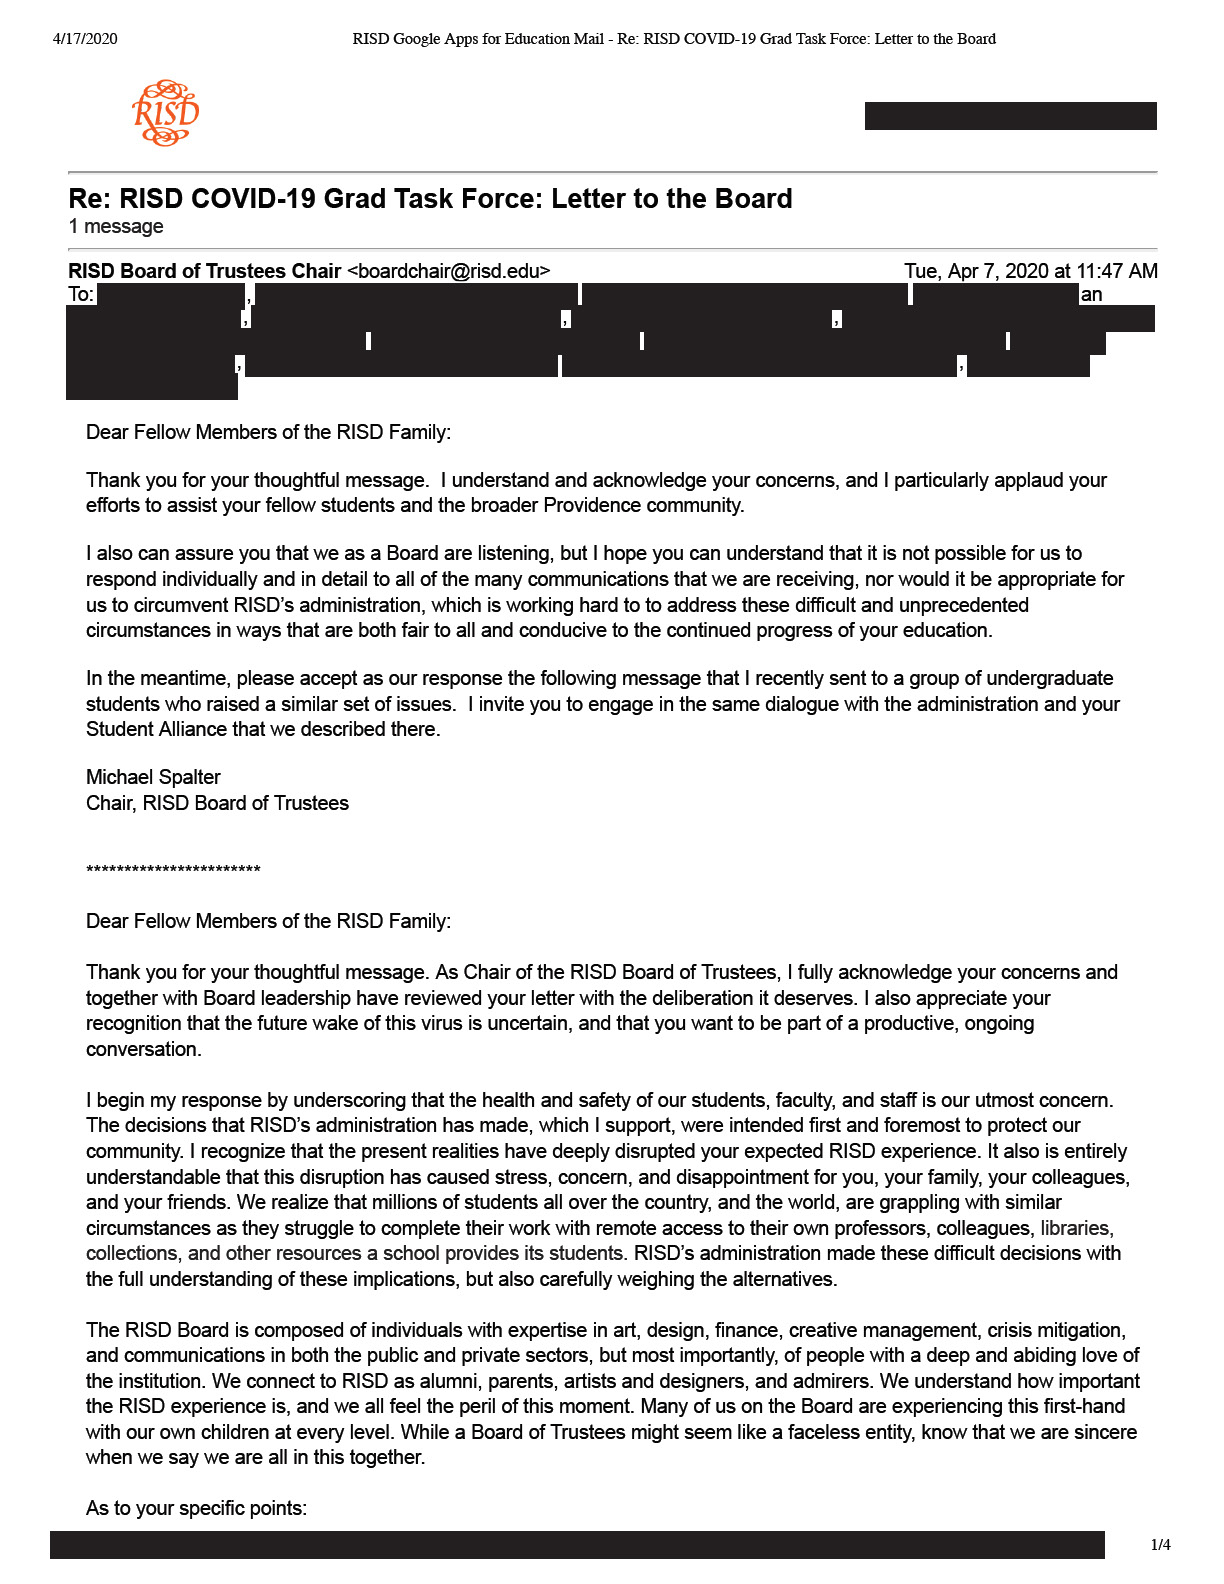 4/17/2020 RISD Google Apps for Education Mail - Re: RISD COVID-19 Grad Task Force: Letter to the Board
RISD
Re: RISD COVID-19 Grad Task Force: Letter to the Board
1 message
RISD Board of Trustees Chair <boardchair@risd.edu> Tue, Apr 7, 2020 at 11:47 AM
To: , an
, , ,
, ,
Dear Fellow Members of the RISD Family:
Thank you for your thoughtful message.  I understand and acknowledge your concerns, and I particularly applaud your
efforts to assist your fellow students and the broader Providence community.
I also can assure you that we as a Board are listening, but I hope you can understand that it is not possible for us to
respond individually and in detail to all of the many communications that we are receiving, nor would it be appropriate for
us to circumvent RISD's administration, which is working hard to to address these difficult and unprecedented
circumstances in ways that are both fair to all and conducive to the continued progress of your education.
In the meantime, please accept as our response the following message that I recently sent to a group of undergraduate
students who raised a similar set of issues.  I invite you to engage in the same dialogue with the administration and your
Student Alliance that we described there.
Michael Spalter
Chair, RISD Board of Trustees
***********************
Dear Fellow Members of the RISD Family:
Thank you for your thoughtful message. As Chair of the RISD Board of Trustees, I fully acknowledge your concerns and
together with Board leadership have reviewed your letter with the deliberation it deserves. I also appreciate your
recognition that the future wake of this virus is uncertain, and that you want to be part of a productive, ongoing
conversation.
I begin my response by underscoring that the health and safety of our students, faculty, and staff is our utmost concern.
The decisions that RISD's administration has made, which I support, were intended first and foremost to protect our
community. I recognize that the present realities have deeply disrupted your expected RISD experience. It also is entirely
understandable that this disruption has caused stress, concern, and disappointment for you, your family, your colleagues,
and your friends. We realize that millions of students all over the country, and the world, are grappling with similar
circumstances as they struggle to complete their work with remote access to their own professors, colleagues, libraries,
collections, and other resources a school provides its students. RISD's administration made these difficult decisions with
the full understanding of these implications, but also carefully weighing the alternatives.
The RISD Board is composed of individuals with expertise in art, design, finance, creative management, crisis mitigation,
and communications in both the public and private sectors, but most importantly, of people with a deep and abiding love of
the institution. We connect to RISD as alumni, parents, artists and designers, and admirers. We understand how important
the RISD experience is, and we all feel the peril of this moment. Many of us on the Board are experiencing this first-hand
with our own children at every level. While a Board of Trustees might seem like a faceless entity, know that we are sincere
when we say we are all in this together.
As to your specific points:
1/4